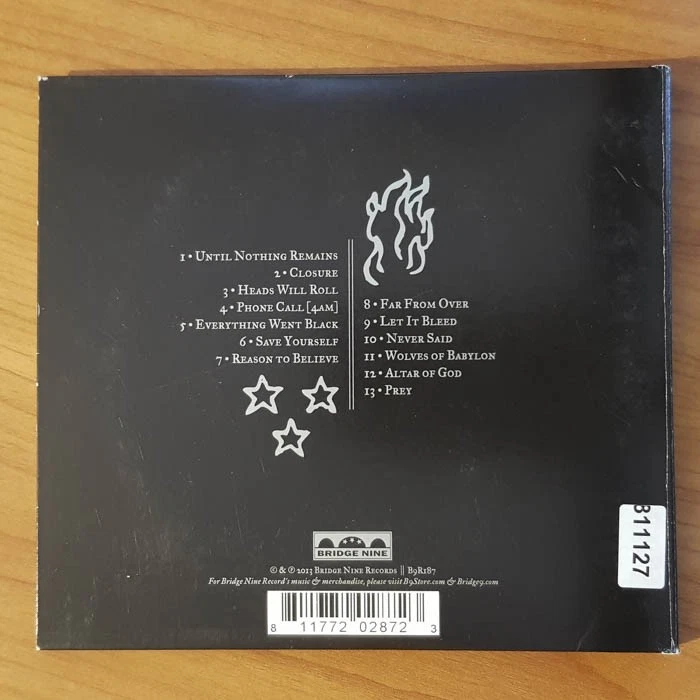 1 • Until Nothing Remains
2 • Closure
3 • Heads Will Roll
4 • Phone Call [4am]
5 • Everything Went Black
6 • Save Yourself
7 • Reason to Believe
8 • Far From Over
9 • Let It Bleed
10 • Never Said
11 • Wolves of Babylon
12 • Altar of God
13 • Prey
BRIDGE NINE
© & ℗ 2013 Bridge Nine Records || B9R187
For Bridge Nine Record's music & merchandise, please visit B9Store.com & Bridge9.com
8 11772 02872 3
811127